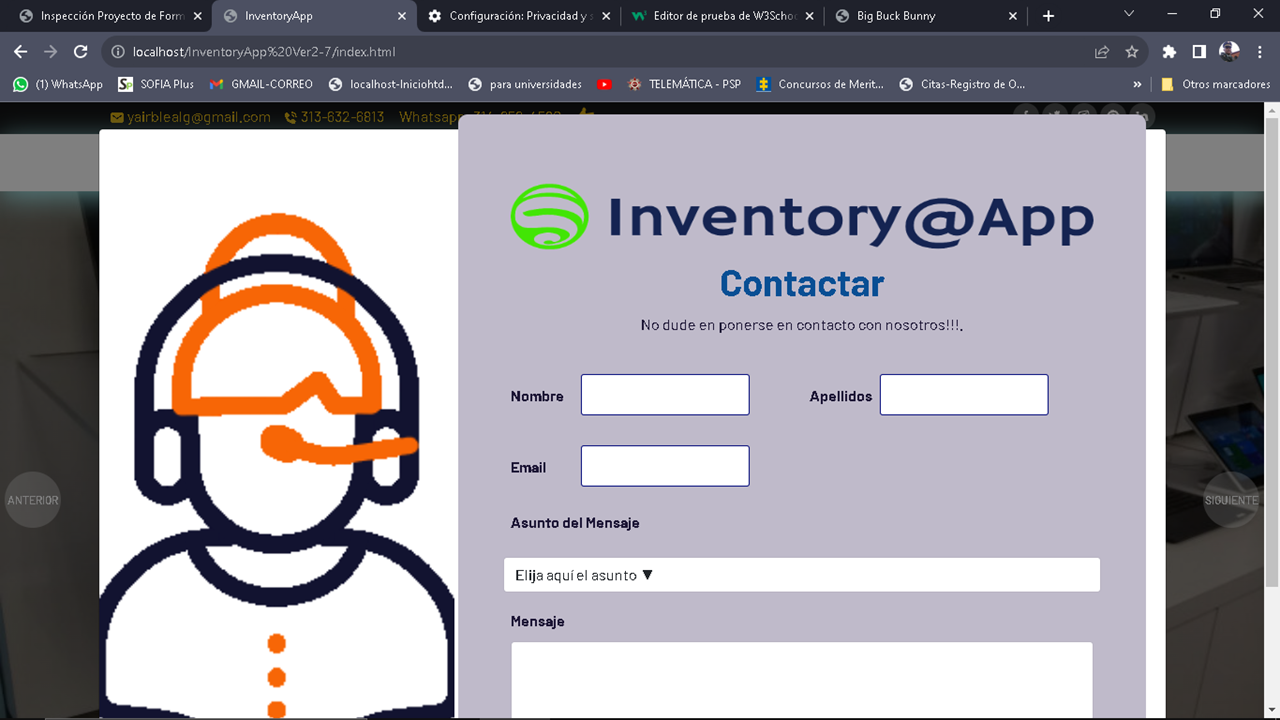 Inspección Proyecto de Form
InventoryApp
Configuración: Privacidad y s
Editor de prueba de W3Schoo
Big Buck Bunny
localhost/InventoryApp%20Ver2-7/index.html
(1) WhatsApp
SOFIA Plus
GMAIL-CORREO
localhost-Iniciohtd...
para universidades
TELEMÁTICA - PSP
Concursos de Merit...
Citas-Registro de O...
»
Otros marcadores
yairblealg@gmail.com 313-632-6813 Whatsapp
Inventory@App
Contactar
No dude en ponerse en contacto con nosotros!!!.
Nombre
Apellidos
Email
ANTERIOR
SIGUIENTE
Asunto del Mensaje
Elija aquí el asunto ▼
Mensaje